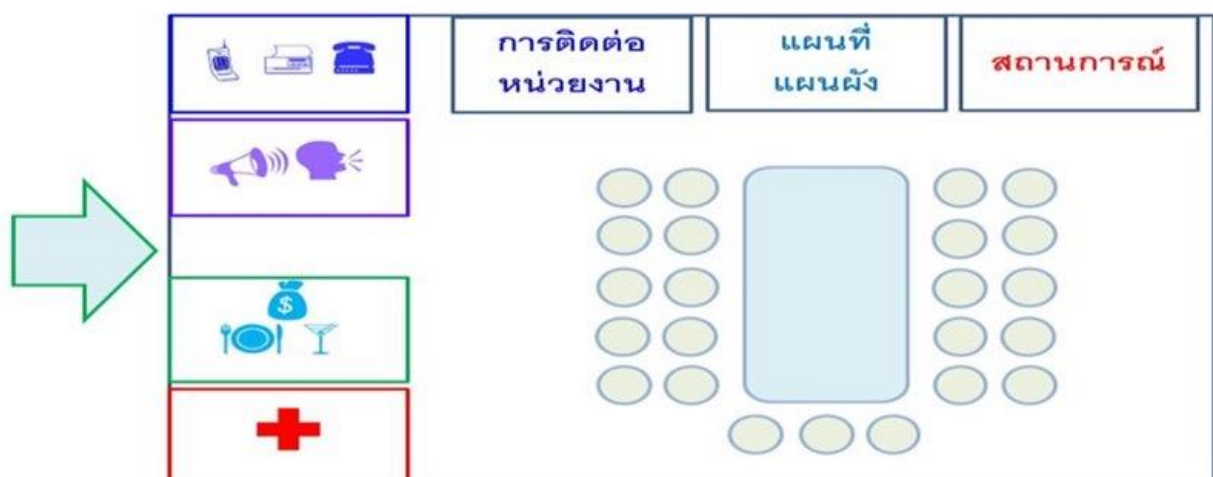 การติดต่อ
หน่วยงาน
แผนที่
แผนผัง
สถานการณ์
$